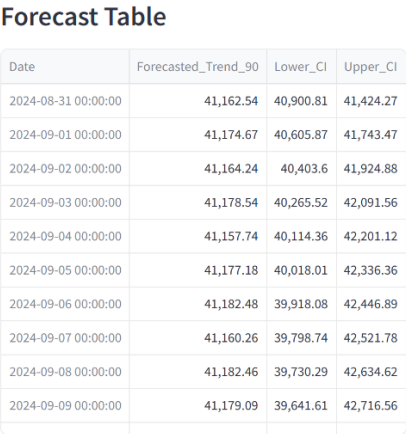 Forecast Table
Date Forecasted_Trend_90 Lower_CI Upper_CI
2024-08-31 00:00:00 41,162.54 40,900.81 41,424.27
2024-09-01 00:00:00 41,174.67 40,605.87 41,743.47
2024-09-02 00:00:00 41,164.24 40,403.6 41,924.88
2024-09-03 00:00:00 41,178.54 40,265.52 42,091.56
2024-09-04 00:00:00 41,157.74 40,114.36 42,201.12
2024-09-05 00:00:00 41,177.18 40,018.01 42,336.36
2024-09-06 00:00:00 41,182.48 39,918.08 42,446.89
2024-09-07 00:00:00 41,160.26 39,798.74 42,521.78
2024-09-08 00:00:00 41,182.46 39,730.29 42,634.62
2024-09-09 00:00:00 41,179.09 39,641.61 42,716.56